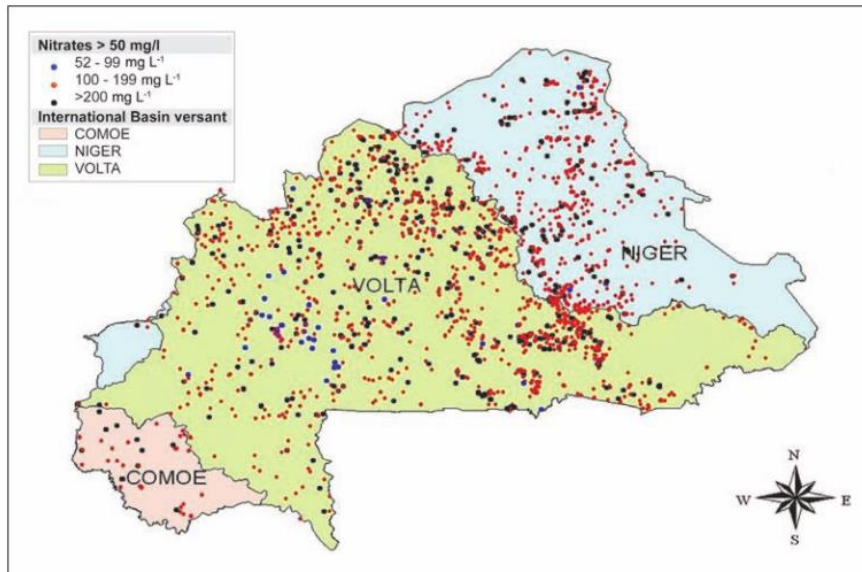 Nitrates > 50 mg/l
52 - 99 mg L⁻¹
100 - 199 mg L⁻¹
>200 mg L⁻¹
International Basin versant
COMOE
NIGER
VOLTA
NIGER
VOLTA
COMOE
N
W E
S